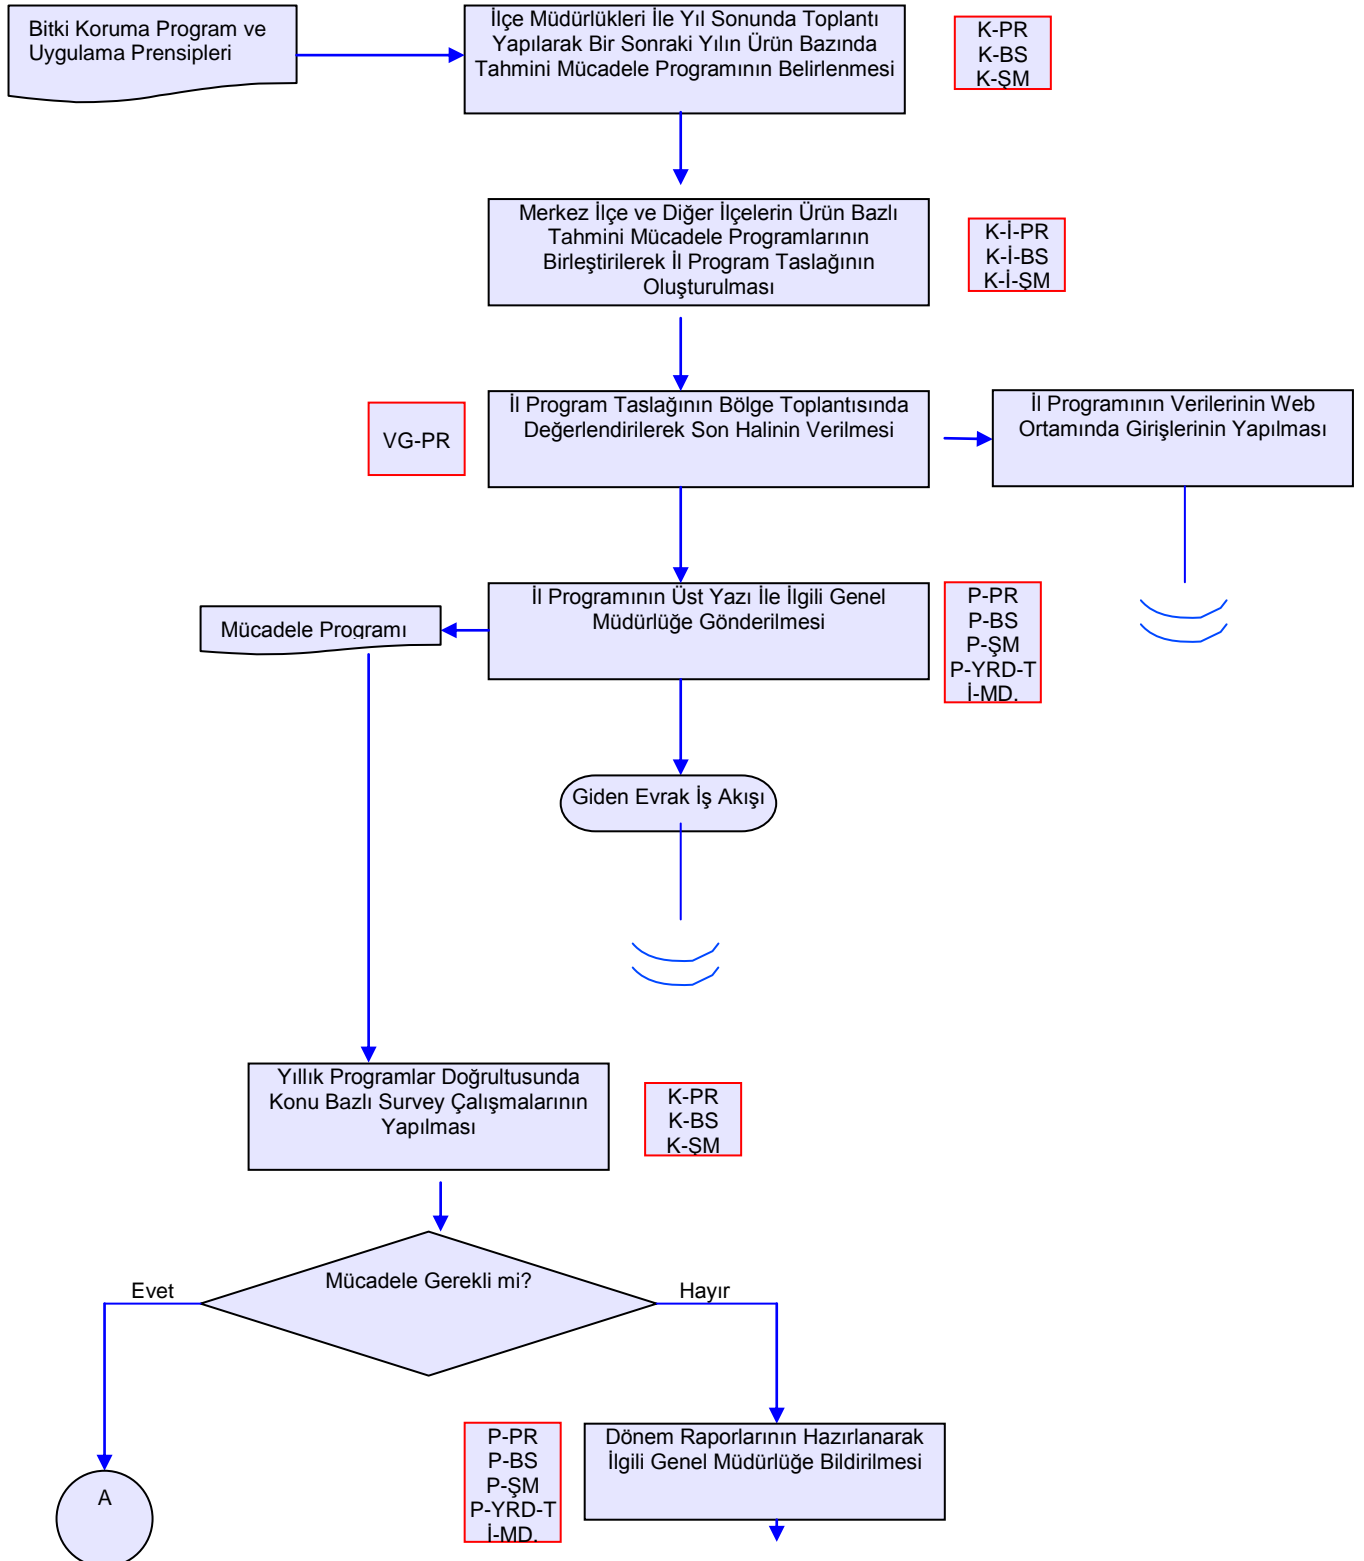 Bitki Koruma Program ve
Uygulama Prensipleri
İlçe Müdürlükleri İle Yıl Sonunda Toplantı
Yapılarak Bir Sonraki Yılın Ürün Bazında
Tahmini Mücadele Programının Belirlenmesi
K-PR
K-BS
K-ŞM
Merkez İlçe ve Diğer İlçelerin Ürün Bazlı
Tahmini Mücadele Programlarının
Birleştirilerek İl Program Taslağının
Oluşturulması
K-İ-PR
K-İ-BS
K-İ-ŞM
VG-PR
İl Program Taslağının Bölge Toplantısında
Değerlendirilerek Son Halinin Verilmesi
İl Programının Verilerinin Web
Ortamında Girişlerinin Yapılması
Mücadele Programı
İl Programının Üst Yazı İle İlgili Genel
Müdürlüğe Gönderilmesi
P-PR
P-BS
P-ŞM
P-YRD-T
İ-MD.
Giden Evrak İş Akışı
Yıllık Programlar Doğrultusunda
Konu Bazlı Survey Çalışmalarının
Yapılması
K-PR
K-BS
K-ŞM
Mücadele Gerekli mi?
Evet
Hayır
A
P-PR
P-BS
P-ŞM
P-YRD-T
İ-MD.
Dönem Raporlarının Hazırlanarak
İlgili Genel Müdürlüğe Bildirilmesi